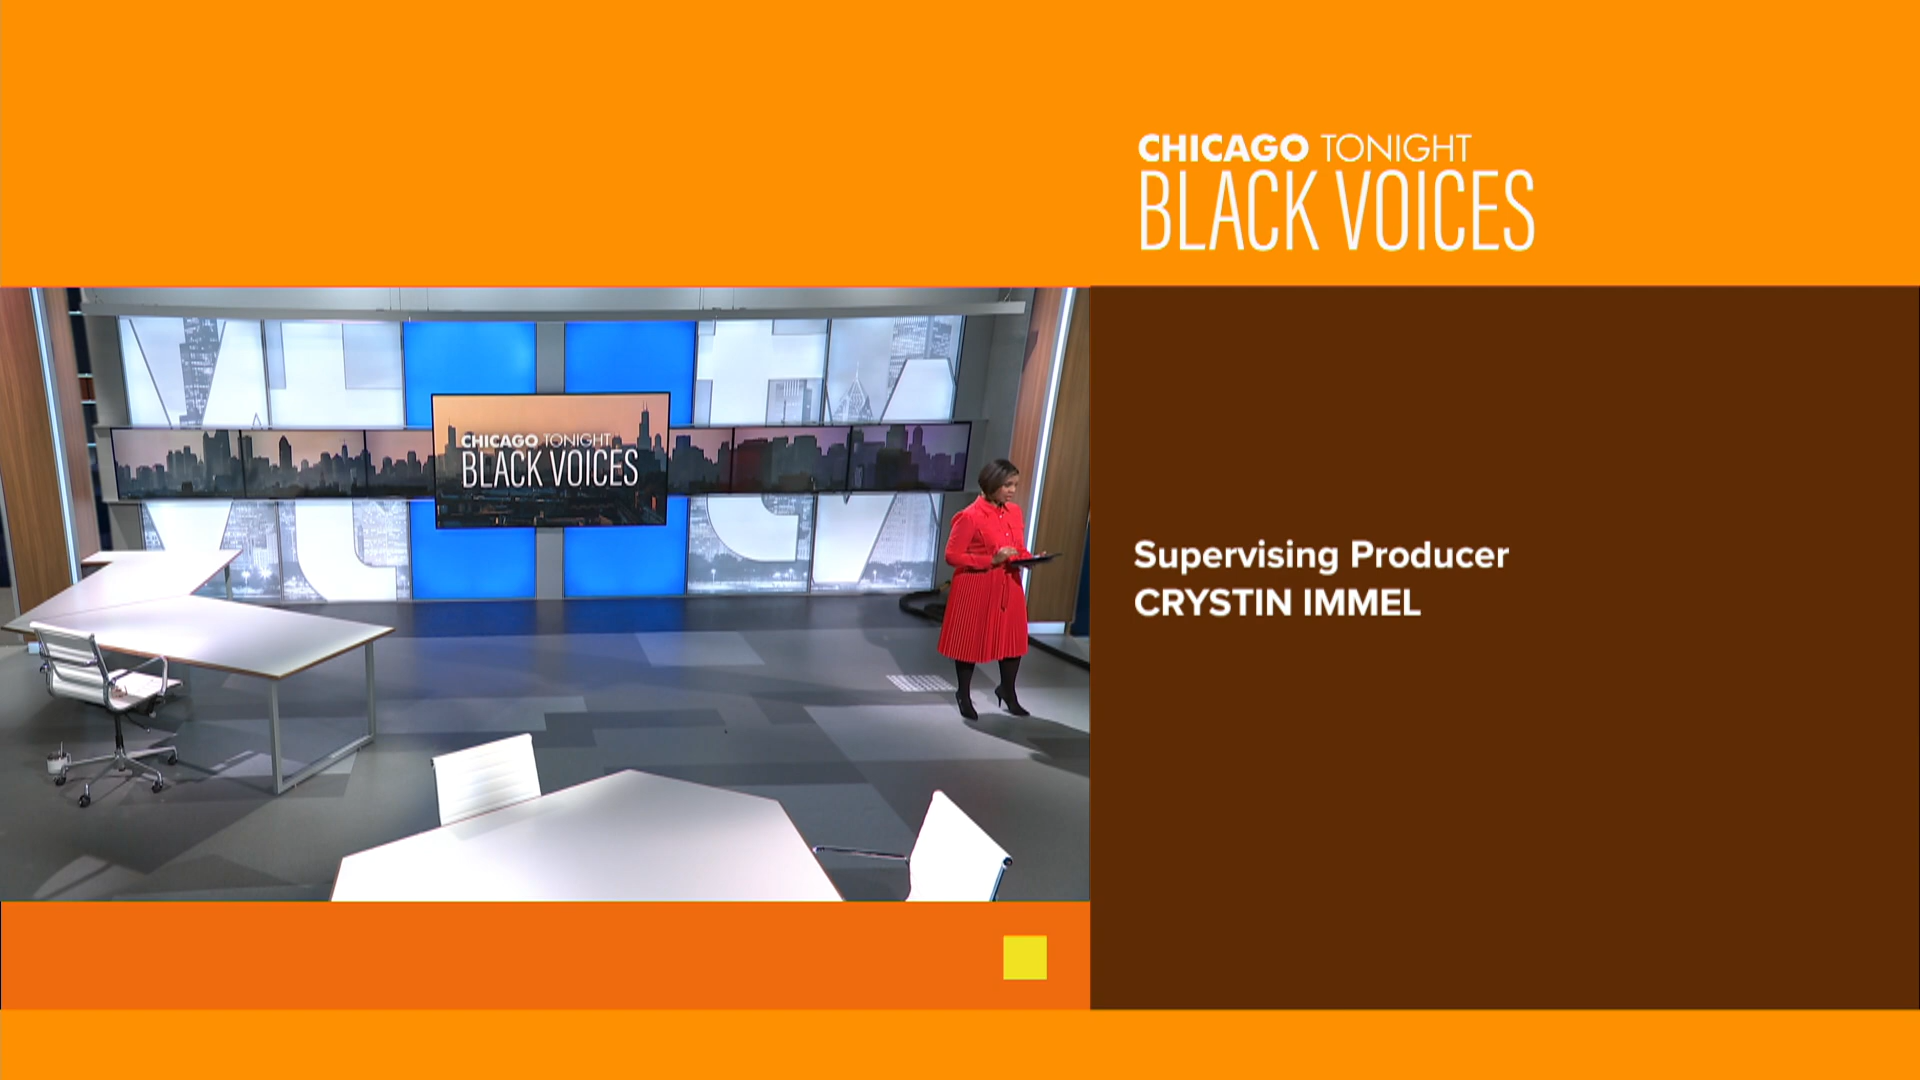 CHICAGO TONIGHT
BLACK VOICES
CHICAGO TONIGHT
BLACK VOICES
Supervising Producer
CRYSTIN IMMEL